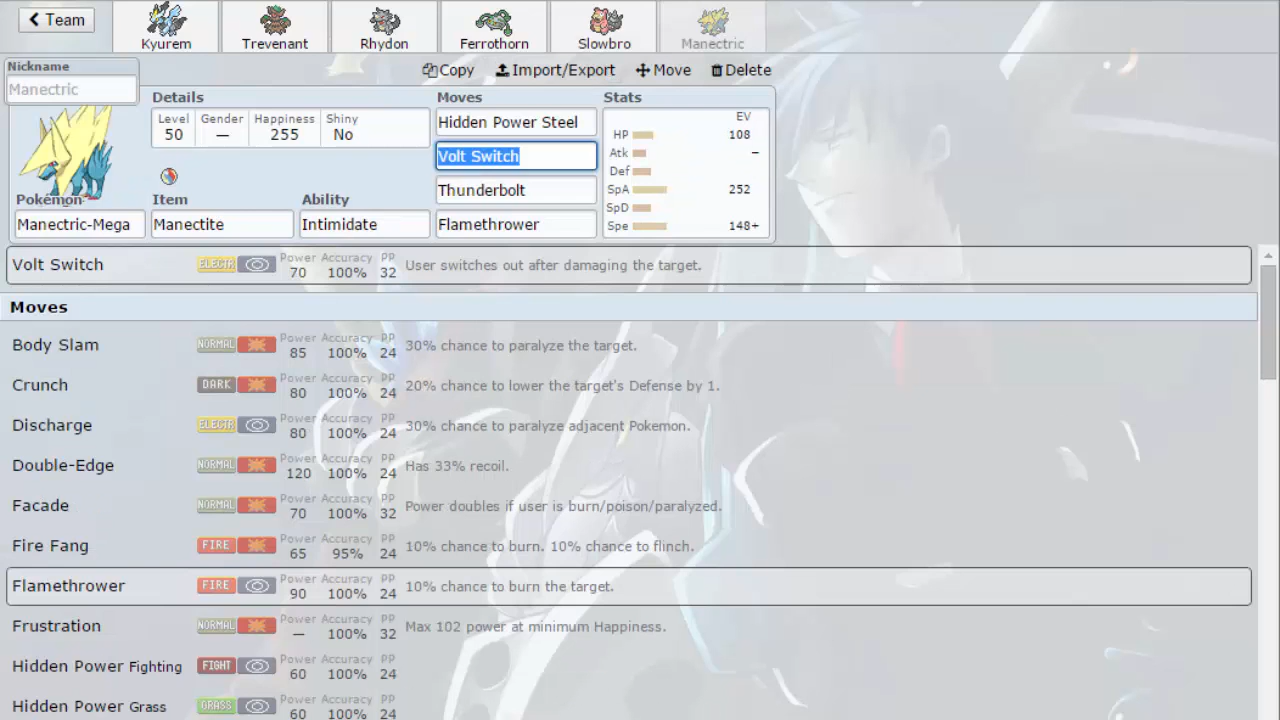 Team
Kyurem
Trevenant
Rhydon
Ferrothorn
Slowbro
Manectric
Copy
Import/Export
Move
Delete
Nickname
Manectric
Details
Level
50
Gender
—
Happiness
255
Shiny
No
Pokémon
Manectric-Mega
Item
Manectite
Ability
Intimidate
Moves
Hidden Power Steel
Volt Switch
Thunderbolt
Flamethrower
Stats
EV
HP 108
Atk –
Def
SpA 252
SpD
Spe 148+
Volt Switch ELECTR Power 70 Accuracy 100% PP 32 User switches out after damaging the target.
Moves
Body Slam NORMAL Power 85 Accuracy 100% PP 24 30% chance to paralyze the target.
Crunch DARK Power 80 Accuracy 100% PP 24 20% chance to lower the target's Defense by 1.
Discharge ELECTR Power 80 Accuracy 100% PP 24 30% chance to paralyze adjacent Pokemon.
Double-Edge NORMAL Power 120 Accuracy 100% PP 24 Has 33% recoil.
Facade NORMAL Power 70 Accuracy 100% PP 32 Power doubles if user is burn/poison/paralyzed.
Fire Fang FIRE Power 65 Accuracy 95% PP 24 10% chance to burn. 10% chance to flinch.
Flamethrower FIRE Power 90 Accuracy 100% PP 24 10% chance to burn the target.
Frustration NORMAL Power — Accuracy 100% PP 32 Max 102 power at minimum Happiness.
Hidden Power Fighting FIGHT Power 60 Accuracy 100% PP 24
Hidden Power Grass GRASS Power 60 Accuracy 100% PP 24